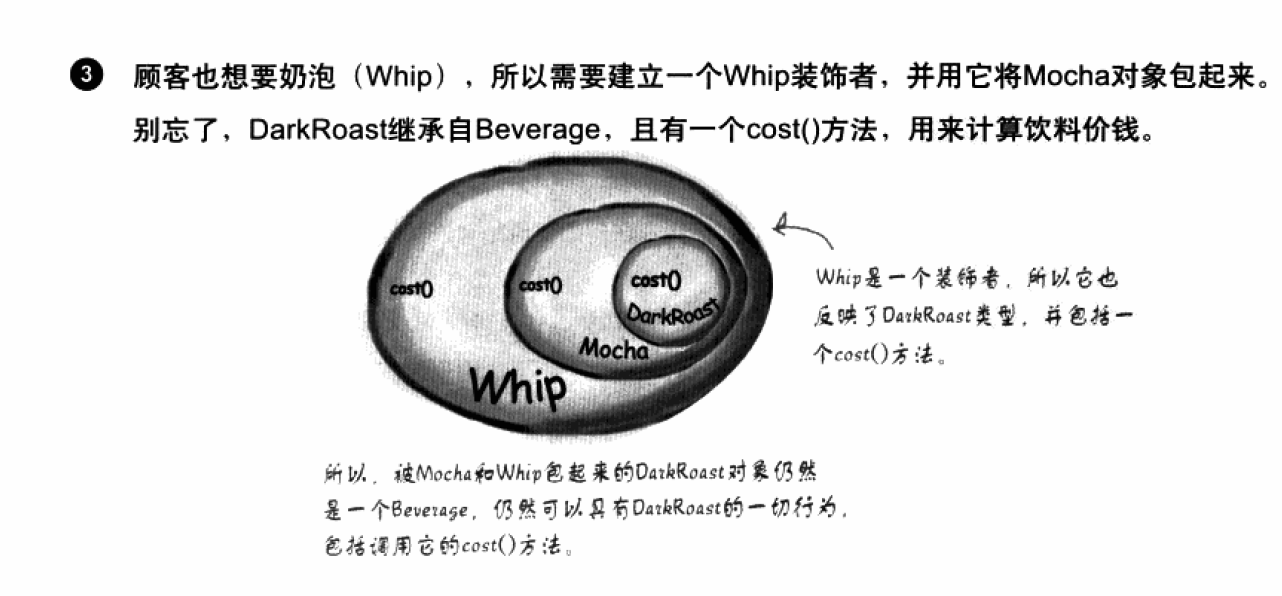 3 顾客也想要奶泡（Whip），所以需要建立一个Whip装饰者，并用它将Mocha对象包起来。
别忘了，DarkRoast继承自Beverage，且有一个cost()方法，用来计算饮料价钱。
cost()
cost()
cost()
DarkRoast
Mocha
Whip
Whip是一个装饰者，所以它也
反映了DarkRoast类型，并包括一
个cost()方法。
所以，被Mocha和Whip包起来的DarkRoast对象仍然
是一个Beverage，仍然可以具有DarkRoast的一切行为，
包括调用它的cost()方法。